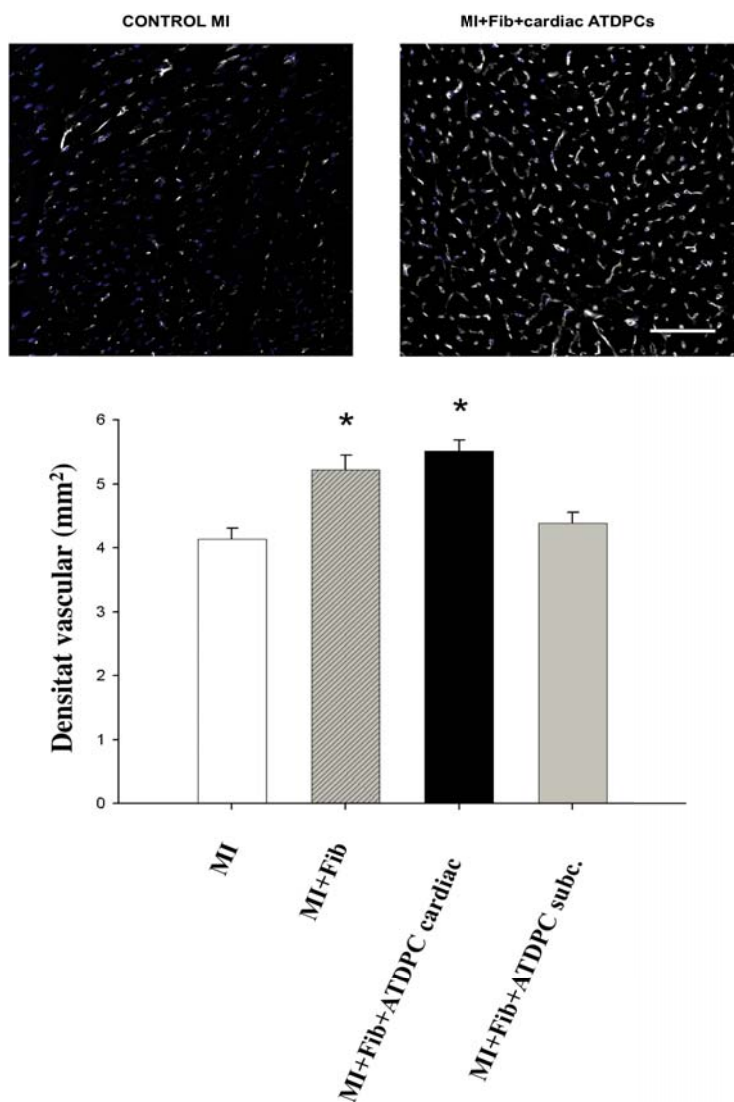 CONTROL MI
MI+Fib+cardiac ATDPCs
Densitat vascular (mm²)
6
5
4
3
2
1
0
*
*
MI
MI+Fib
MI+Fib+ATDPC cardiac
MI+Fib+ATDPC subc.